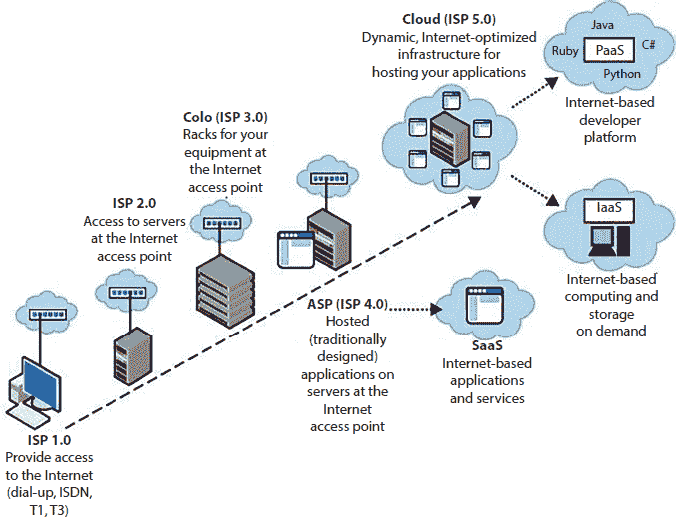 Cloud (ISP 5.0)
Dynamic, Internet-optimized
infrastructure for
hosting your applications
Java
Ruby
PaaS
C#
Python
Internet-based
developer
platform
Colo (ISP 3.0)
Racks for your
equipment at
the Internet
access point
ISP 2.0
Access to servers
at the Internet
access point
IaaS
Internet-based
computing and
storage
on demand
ASP (ISP 4.0)
Hosted
(traditionally
designed)
applications on
servers at the
Internet
access point
SaaS
Internet-based
applications
and services
ISP 1.0
Provide access
to the Internet
(dial-up, ISDN,
T1, T3)